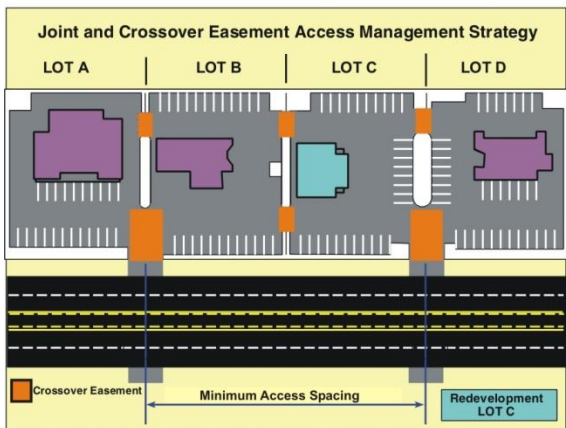 Joint and Crossover Easement Access Management Strategy
LOT A
LOT B
LOT C
LOT D
Crossover Easement
Minimum Access Spacing
Redevelopment
LOT C